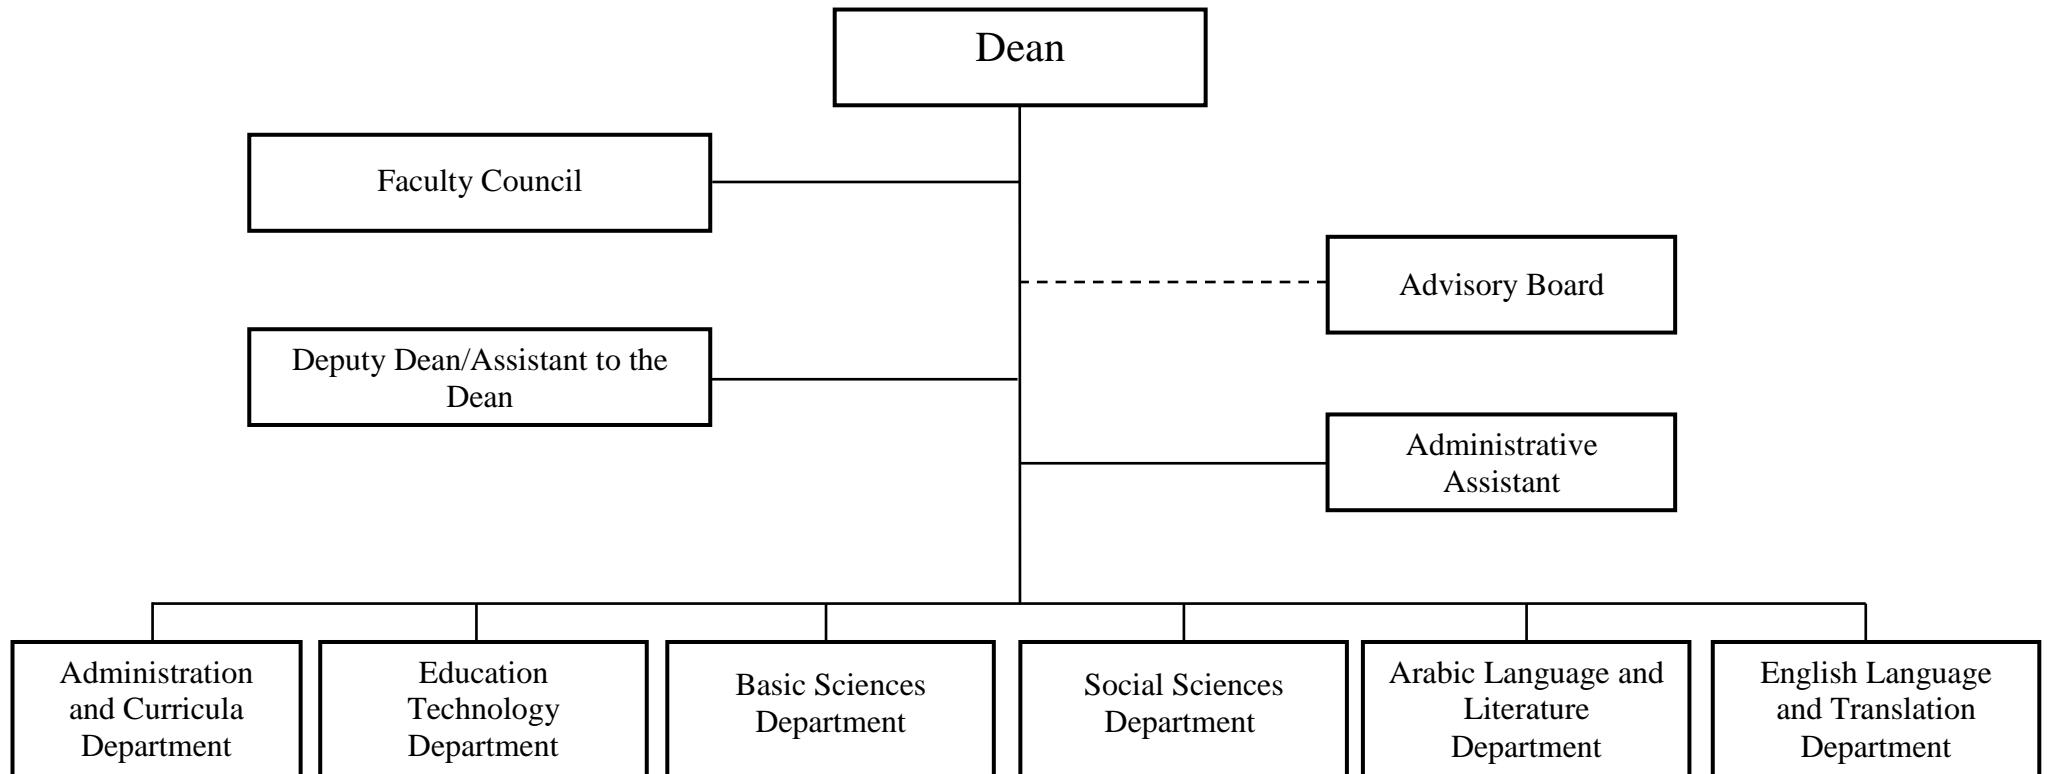 Dean
Faculty Council
Advisory Board
Deputy Dean/Assistant to the
Dean
Administrative
Assistant
Administration
and Curricula
Department
Education
Technology
Department
Basic Sciences
Department
Social Sciences
Department
Arabic Language and
Literature
Department
English Language
and Translation
Department